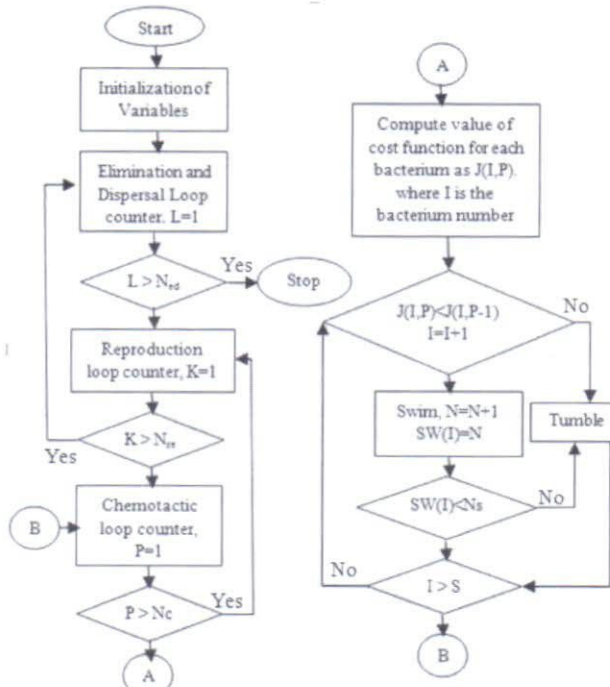 Start
Initialization of
Variables
Elimination and
Dispersal Loop
counter. L=1
L > Ned
Yes
Stop
Reproduction
loop counter, K=1
K > Nre
Yes
B
Chemotactic
loop counter,
P=1
P > Nc
Yes
A
A
Compute value of
cost function for each
bacterium as J(I,P).
where I is the
bacterium number
J(I,P)<J(I,P-1)
I=I+1
No
Swim, N=N+1
SW(I)=N
Tumble
SW(I)<Ns
No
No
I > S
B